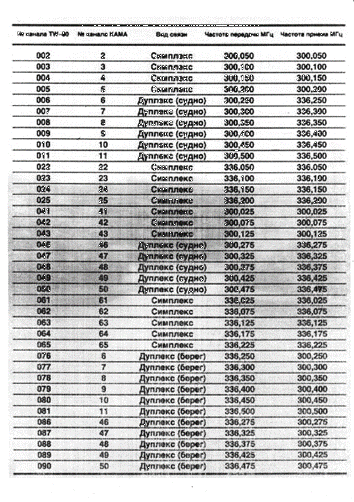 № канала TW-90 № канала КАМА Вид связи Частота передачи МГц Частота приема МГц
002 2 Симплекс 300,050 300,050
003 3 Симплекс 300,100 300,100
004 4 Симплекс 300,150 300,150
005 5 Симплекс 300,200 300,200
006 6 Дуплекс (судно) 300,250 336,250
007 7 Дуплекс (судно) 300,300 336,300
008 8 Дуплекс (судно) 300,350 336,350
009 9 Дуплекс (судно) 300,400 336,400
010 10 Дуплекс (судно) 300,450 336,450
011 11 Дуплекс (судно) 300,500 336,500
022 22 Симплекс 336,050 336,050
023 23 Симплекс 336,100 336,100
024 24 Симплекс 336,150 336,150
025 25 Симплекс 336,200 336,200
041 41 Симплекс 300,025 300,025
042 42 Симплекс 300,075 300,075
043 43 Симплекс 300,125 300,125
046 46 Дуплекс (судно) 300,275 336,275
047 47 Дуплекс (судно) 300,325 336,325
048 48 Дуплекс (судно) 300,275 336,375
049 49 Дуплекс (судно) 300,425 336,425
050 50 Дуплекс (судно) 300,475 336,475
061 61 Симплекс 336,025 336,025
062 62 Симплекс 336,075 336,075
063 63 Симплекс 336,125 336,125
064 64 Симплекс 336,175 336,175
065 65 Симплекс 336,225 336,225
076 6 Дуплекс (берег) 336,250 300,250
077 7 Дуплекс (берег) 336,300 300,300
078 8 Дуплекс (берег) 336,350 300,350
079 9 Дуплекс (берег) 336,400 300,400
080 10 Дуплекс (берег) 336,450 300,450
081 11 Дуплекс (берег) 336,500 300,500
086 46 Дуплекс (берег) 336,275 300,275
087 47 Дуплекс (берег) 336,325 300,325
088 48 Дуплекс (берег) 336,375 300,375
089 49 Дуплекс (берег) 336,425 300,425
090 50 Дуплекс (берег) 336,475 300,475